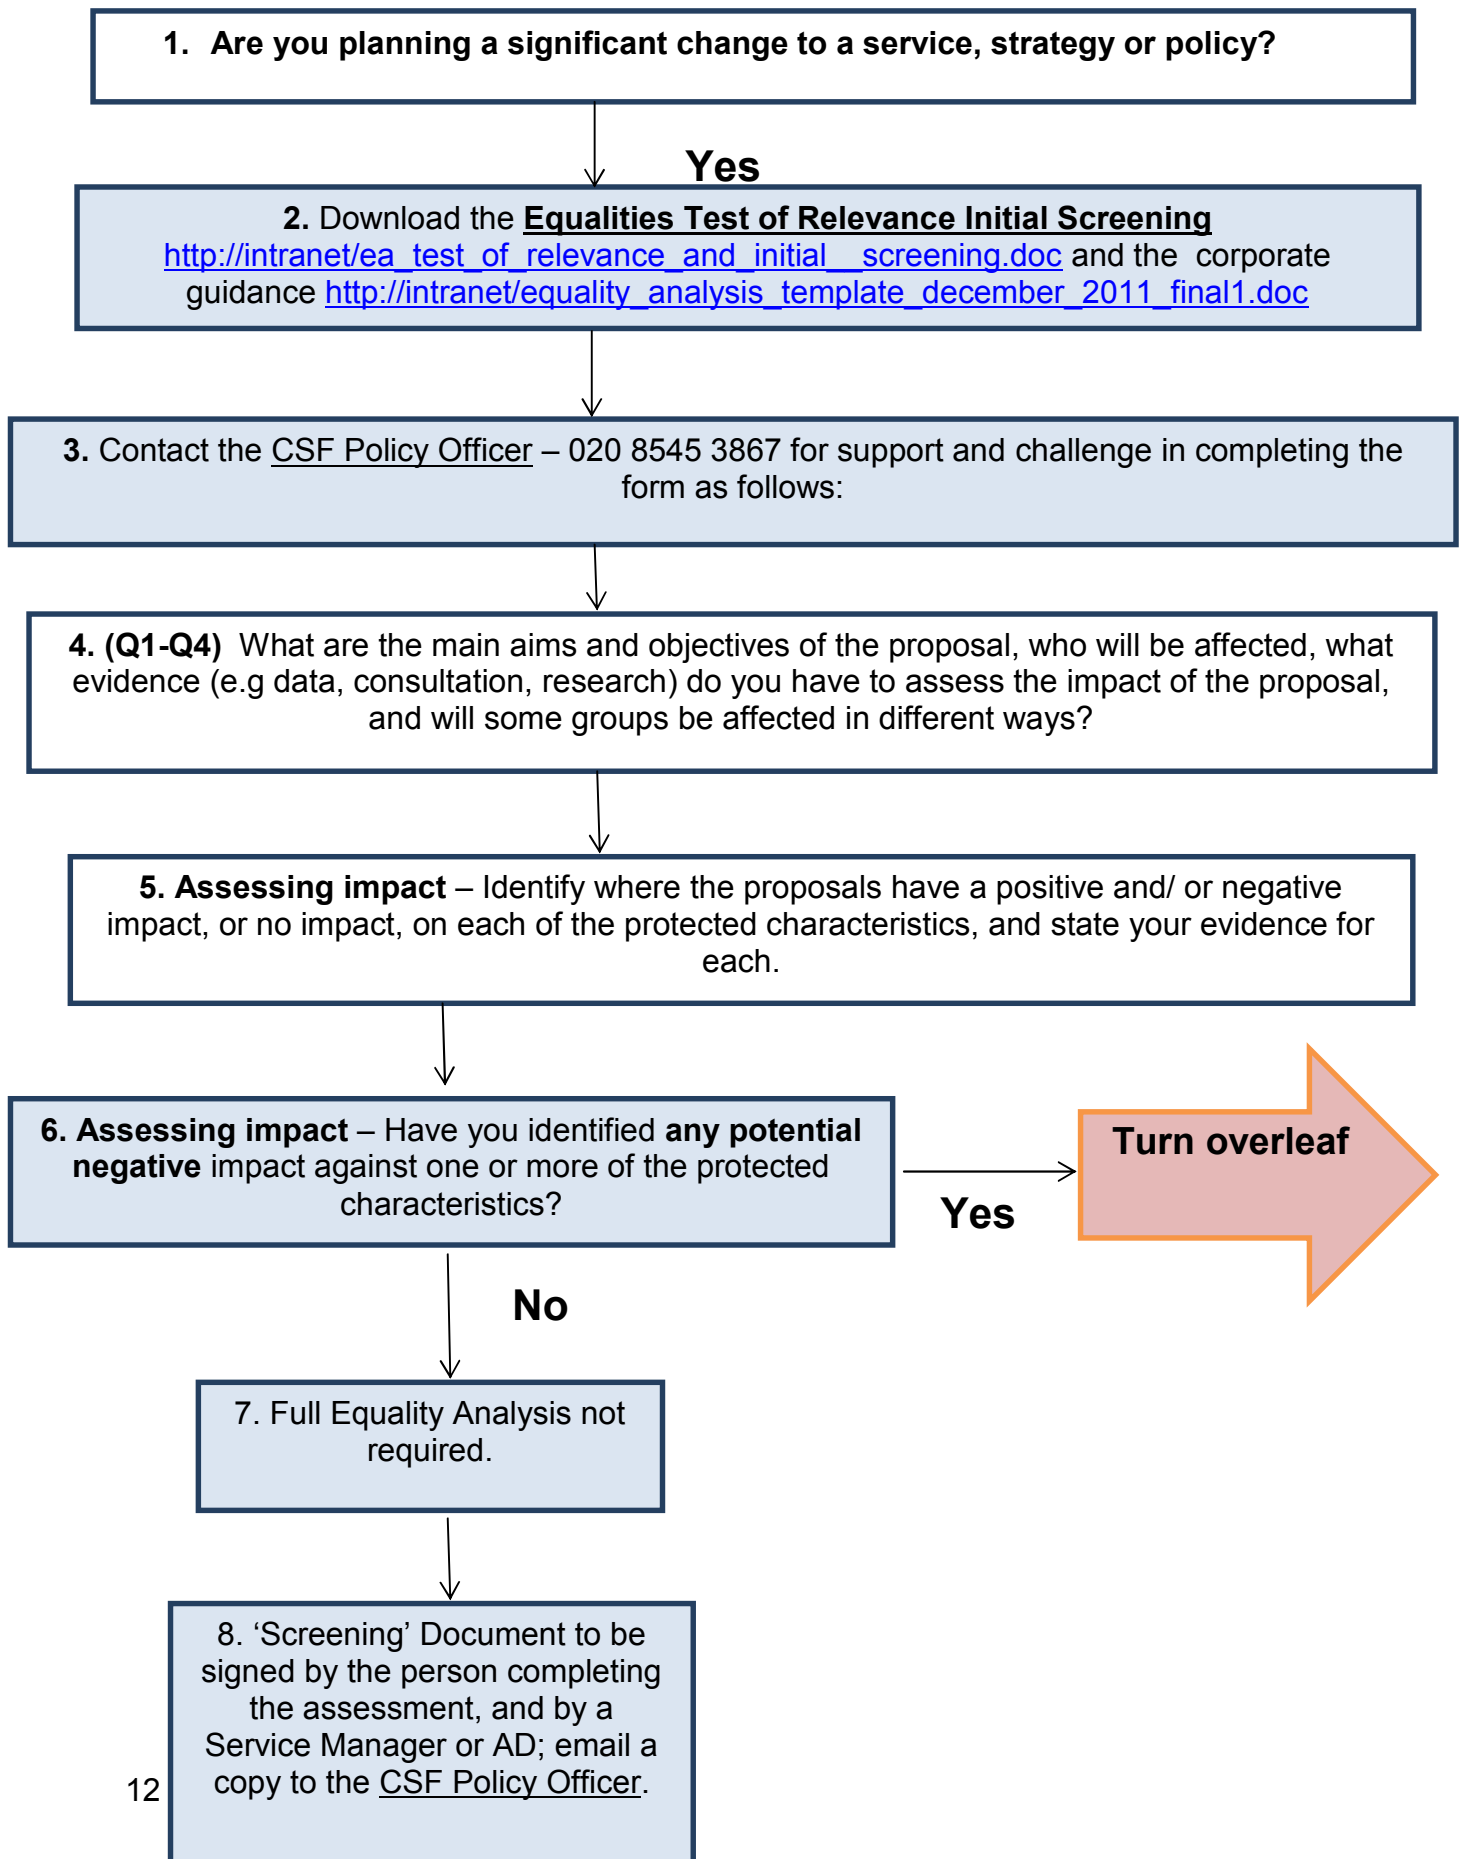 1. Are you planning a significant change to a service, strategy or policy?
Yes
2. Download the Equalities Test of Relevance Initial Screening
http://intranet/ea_test_of_relevance_and_initial__screening.doc and the corporate
guidance http://intranet/equality_analysis_template_december_2011_final1.doc
3. Contact the CSF Policy Officer – 020 8545 3867 for support and challenge in completing the
form as follows:
4. (Q1-Q4) What are the main aims and objectives of the proposal, who will be affected, what
evidence (e.g data, consultation, research) do you have to assess the impact of the proposal,
and will some groups be affected in different ways?
5. Assessing impact – Identify where the proposals have a positive and/ or negative
impact, or no impact, on each of the protected characteristics, and state your evidence for
each.
6. Assessing impact – Have you identified any potential
negative impact against one or more of the protected
characteristics?
Yes
Turn overleaf
No
7. Full Equality Analysis not
required.
8. ‘Screening’ Document to be
signed by the person completing
the assessment, and by a
Service Manager or AD; email a
copy to the CSF Policy Officer.
12